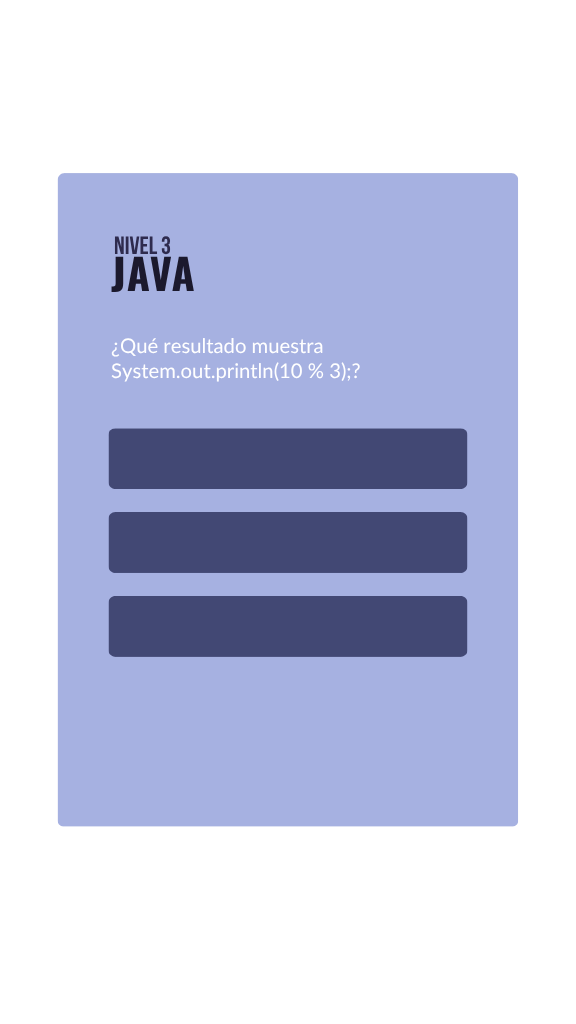 NIVEL 3
JAVA
¿Qué resultado muestra
System.out.println(10 % 3);?